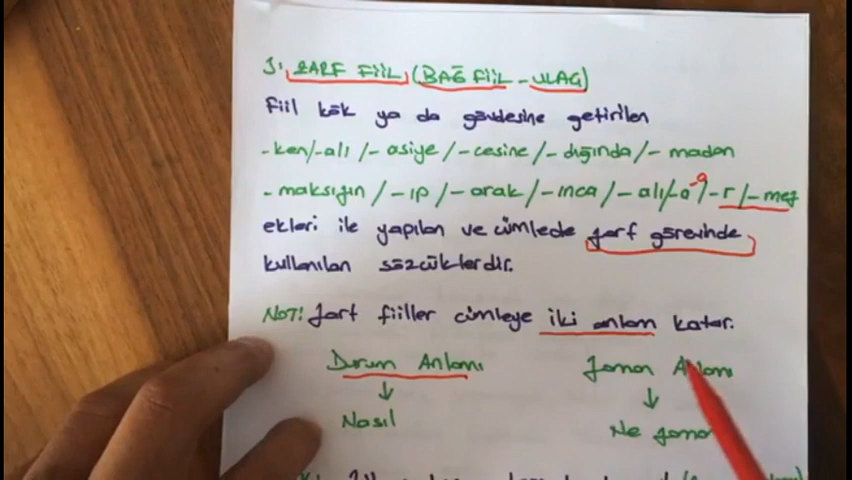 3. ZARF FİİL (BAĞ FİİL - ULAÇ)
Fiil kök ya da gövdesine getirilen
-ken/-alı/-asiye/-cesine/-dığında/-madan
-maksızın/-ıp/-arak/-ınca/-alı/-a -a/-r/-mez
ekleri ile yapılan ve cümlede zarf görevinde
kullanılan sözcüklerdir.
NOT! Zarf fiiller cümleye iki anlam katar.
Durum Anlamı Zaman Anlamı
↓ ↓
Nasıl Ne zaman